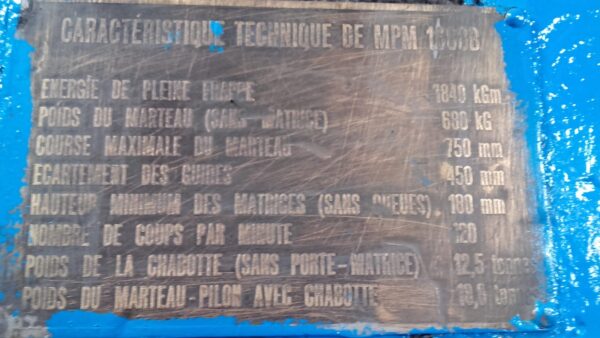 CARACTÉRISTIQUE TECHNIQUE DE MPM
ENERGIE DE PLEINE FRAPPE 1840 kGm
POIDS DU MARTEAU (SANS-MATRICE) 680 kG
COURSE MAXIMALE DU MARTEAU 750 mm
ECARTEMENT DES GUIDES 450 mm
HAUTEUR MINIMUM DES MATRICES (SANS QUEUES) 180 mm
NOMBRE DE COUPS PAR MINUTE 120
POIDS DE LA CHABOTTE (SANS PORTE-MATRICE) 12,5 tonne
POIDS DU MARTEAU-PILON AVEC CHABOTTE